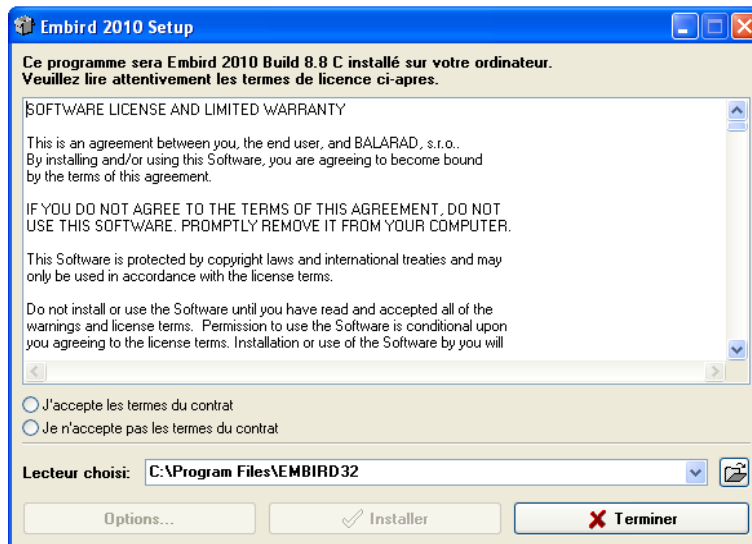 Embird 2010 Setup
Ce programme sera Embird 2010 Build 8.8 C installé sur votre ordinateur.
Veuillez lire attentivement les termes de licence ci-apres.
SOFTWARE LICENSE AND LIMITED WARRANTY
This is an agreement between you, the end user, and BALARAD, s.r.o..
By installing and/or using this Software, you are agreeing to become bound
by the terms of this agreement.
IF YOU DO NOT AGREE TO THE TERMS OF THIS AGREEMENT, DO NOT
USE THIS SOFTWARE. PROMPTLY REMOVE IT FROM YOUR COMPUTER.
This Software is protected by copyright laws and international treaties and may
only be used in accordance with the license terms.
Do not install or use the Software until you have read and accepted all of the
warnings and license terms.  Permission to use the Software is conditional upon
you agreeing to the license terms. Installation or use of the Software by you will
J'accepte les termes du contrat
Je n'accepte pas les termes du contrat
Lecteur choisi: C:\Program Files\EMBIRD32
Options... Installer Terminer